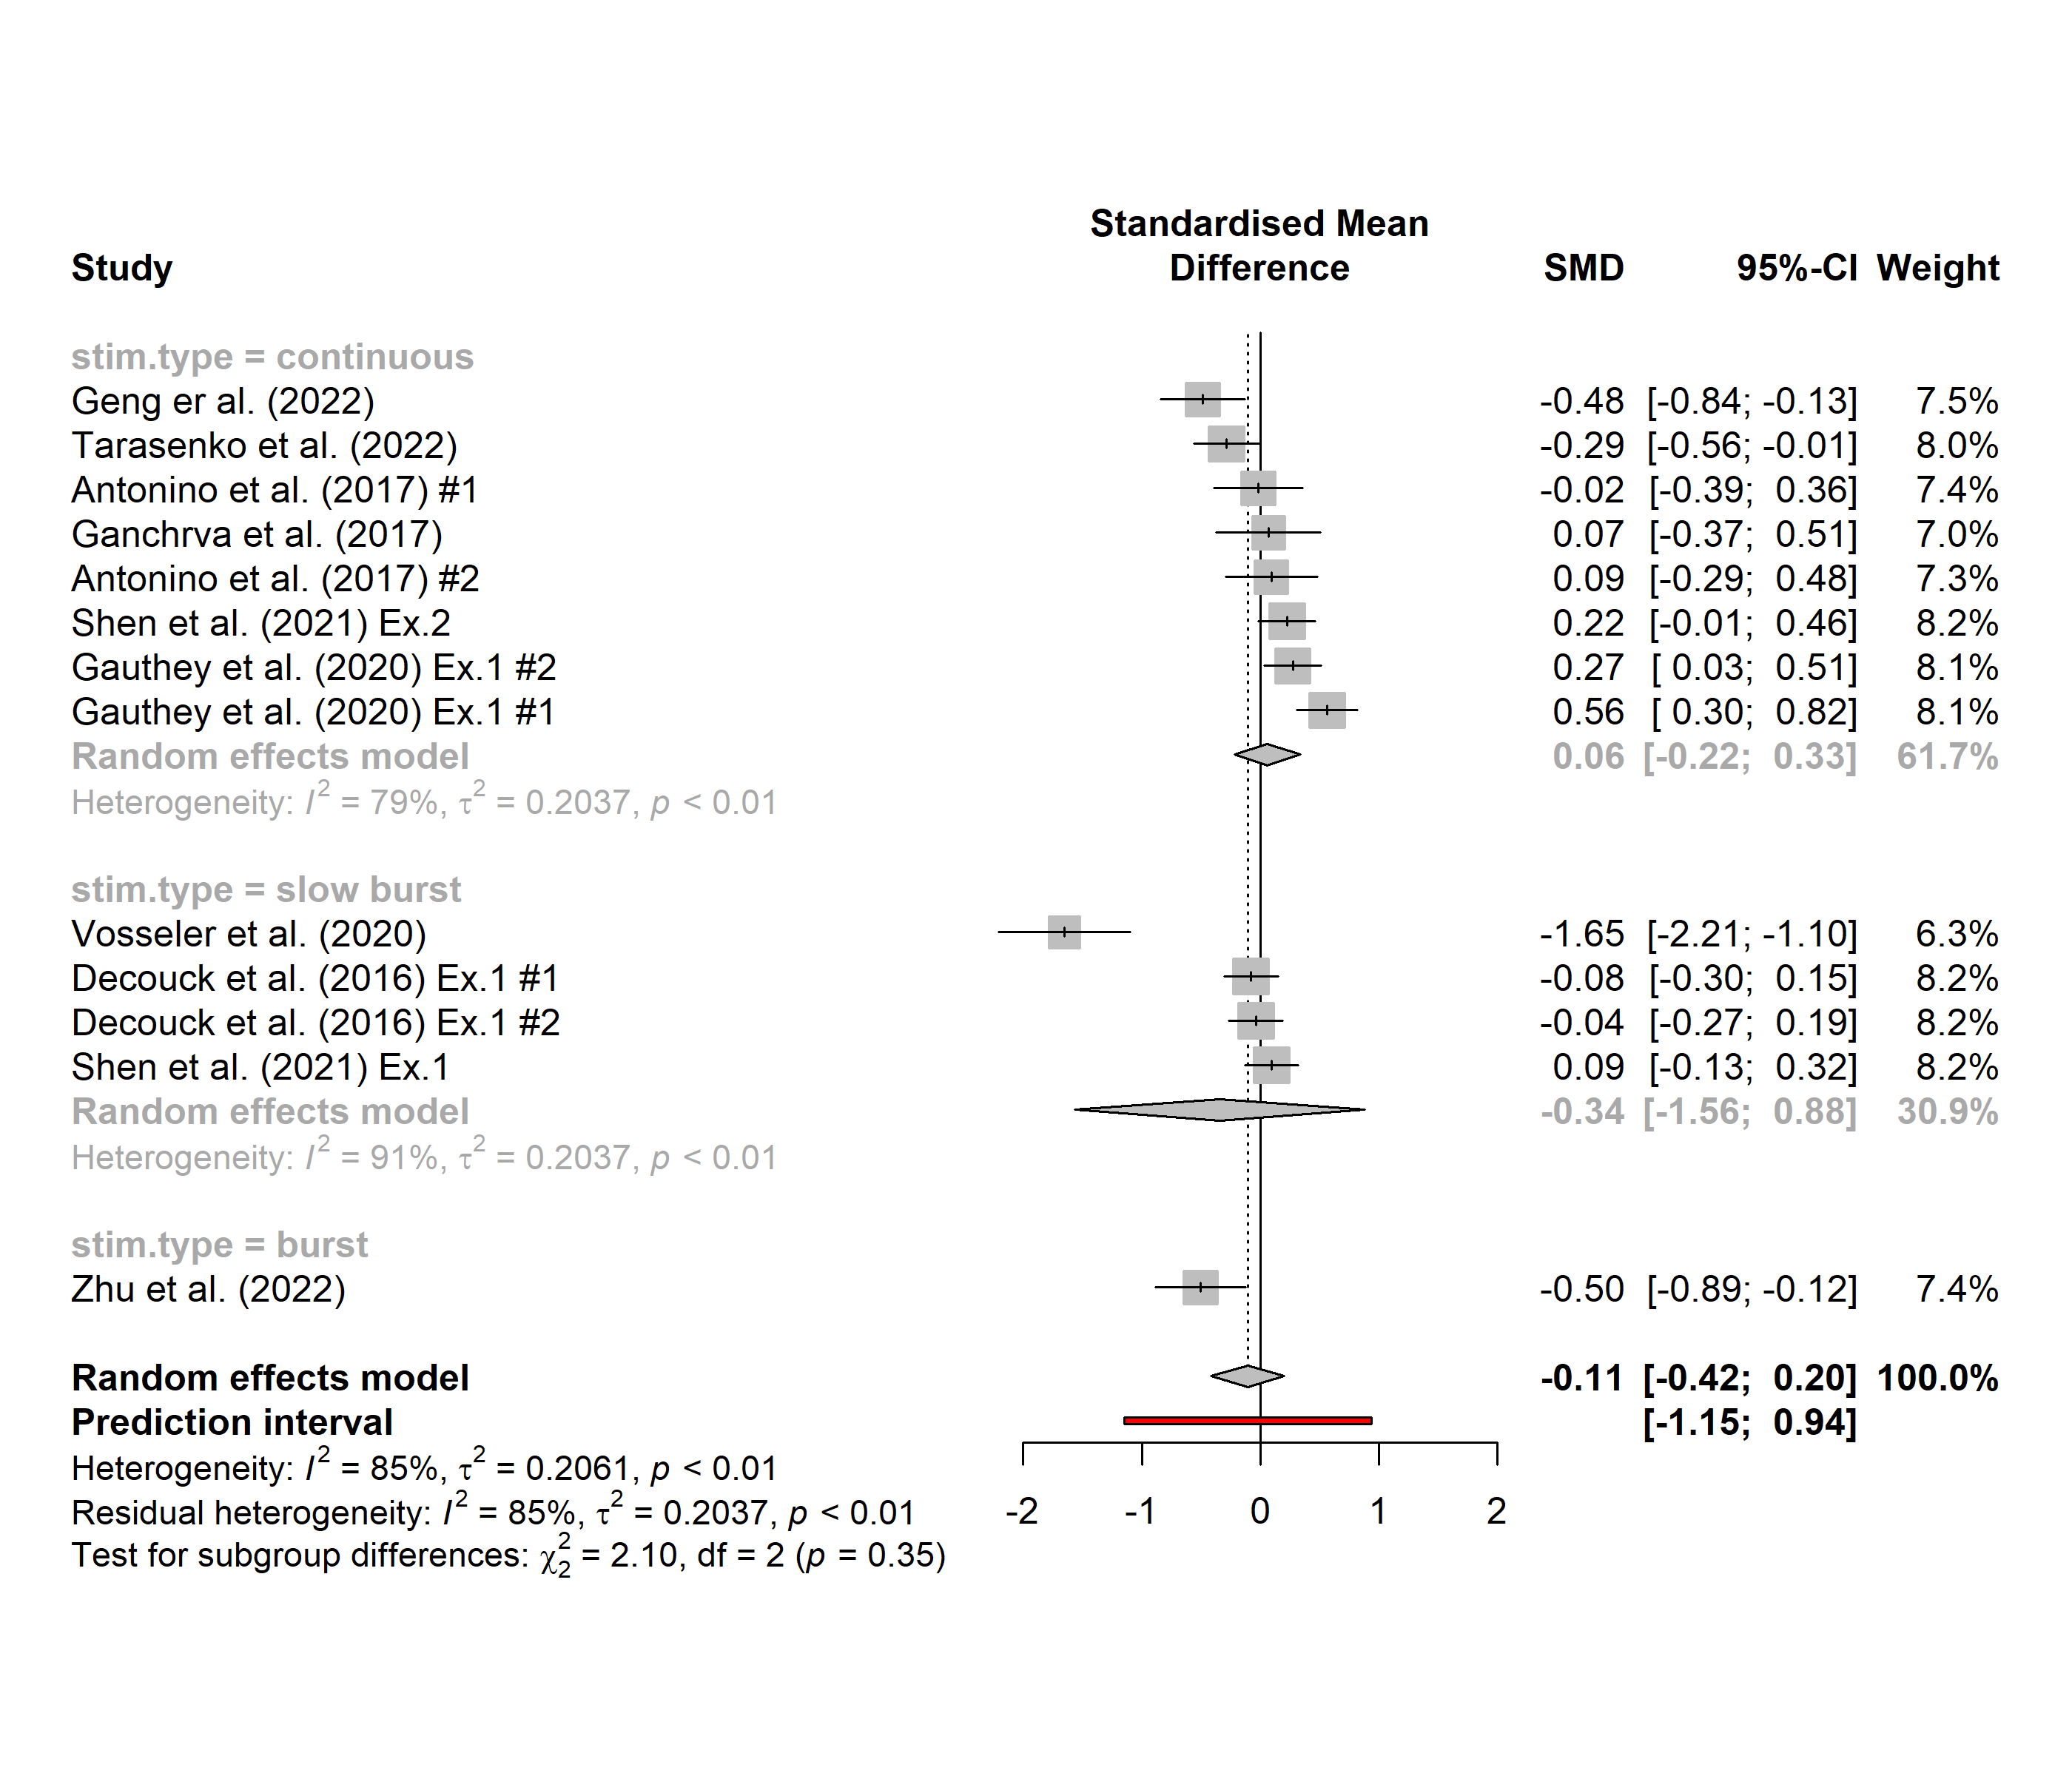 Standardised Mean
Study Difference SMD 95%-CI Weight
stim.type = continuous
Geng er al. (2022) -0.48 [-0.84; -0.13] 7.5%
Tarasenko et al. (2022) -0.29 [-0.56; -0.01] 8.0%
Antonino et al. (2017) #1 -0.02 [-0.39; 0.36] 7.4%
Ganchrva et al. (2017) 0.07 [-0.37; 0.51] 7.0%
Antonino et al. (2017) #2 0.09 [-0.29; 0.48] 7.3%
Shen et al. (2021) Ex.2 0.22 [-0.01; 0.46] 8.2%
Gauthey et al. (2020) Ex.1 #2 0.27 [ 0.03; 0.51] 8.1%
Gauthey et al. (2020) Ex.1 #1 0.56 [ 0.30; 0.82] 8.1%
Random effects model 0.06 [-0.22; 0.33] 61.7%
Heterogeneity: I² = 79%, τ² = 0.2037, p < 0.01
stim.type = slow burst
Vosseler et al. (2020) -1.65 [-2.21; -1.10] 6.3%
Decouck et al. (2016) Ex.1 #1 -0.08 [-0.30; 0.15] 8.2%
Decouck et al. (2016) Ex.1 #2 -0.04 [-0.27; 0.19] 8.2%
Shen et al. (2021) Ex.1 0.09 [-0.13; 0.32] 8.2%
Random effects model -0.34 [-1.56; 0.88] 30.9%
Heterogeneity: I² = 91%, τ² = 0.2037, p < 0.01
stim.type = burst
Zhu et al. (2022) -0.50 [-0.89; -0.12] 7.4%
Random effects model -0.11 [-0.42; 0.20] 100.0%
Prediction interval [-1.15; 0.94]
Heterogeneity: I² = 85%, τ² = 0.2061, p < 0.01
Residual heterogeneity: I² = 85%, τ² = 0.2037, p < 0.01
-2 -1 0 1 2
Test for subgroup differences: χ²₂ = 2.10, df = 2 (p = 0.35)